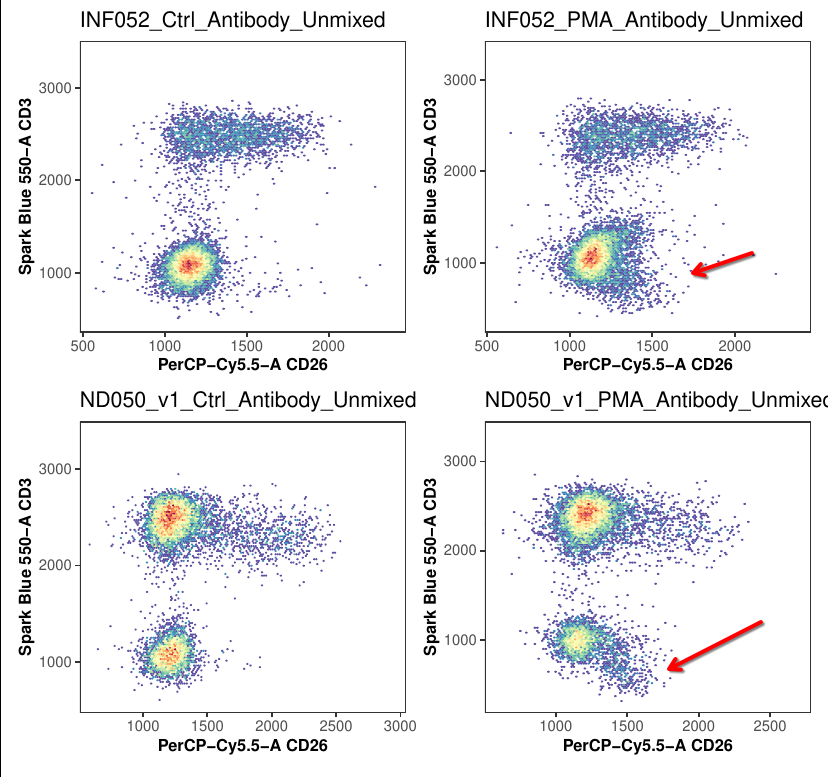 INF052_Ctrl_Antibody_Unmixed
INF052_PMA_Antibody_Unmixed
Spark Blue 550−A CD3
3000
2000
1000
500
1000
1500
2000
PerCP−Cy5.5−A CD26
Spark Blue 550−A CD3
3000
2000
1000
500
1000
1500
2000
PerCP−Cy5.5−A CD26
ND050_v1_Ctrl_Antibody_Unmixed
ND050_v1_PMA_Antibody_Unmixed
Spark Blue 550−A CD3
3000
2000
1000
1000
1500
2000
2500
3000
PerCP−Cy5.5−A CD26
Spark Blue 550−A CD3
3000
2000
1000
1000
1500
2000
2500
PerCP−Cy5.5−A CD26